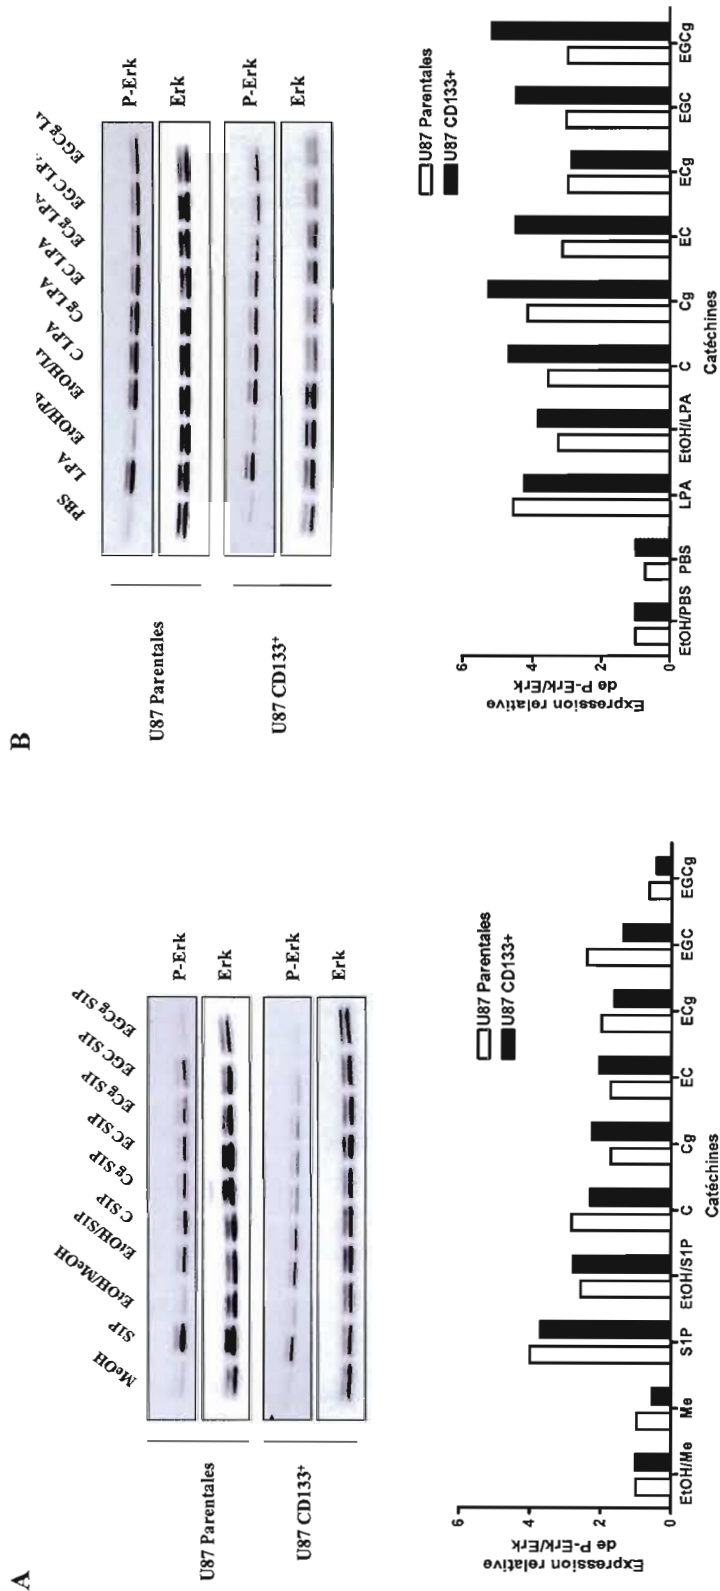 A
MeOH
S1P
EtOH/MeOH
EtOH/S1P
C S1P
Cg S1P
EC S1P
ECg S1P
EGC S1P
EGCg S1P
U87 Parentales
P-Erk
Erk
U87 CD133+
P-Erk
Erk
Expression relative
de P-Erk/Erk
6
4
2
0
U87 Parentales
U87 CD133+
EtOH/Me
Me
S1P
EtOH/S1P
C
Cg
EC
ECg
EGC
EGCg
Catéchines
B
PBS
LPA
EtOH/Pb
EtOH/L
C LPA
Cg LPA
EC LPA
ECg LPA
EGC LPA
EGCg L
U87 Parentales
P-Erk
Erk
U87 CD133+
P-Erk
Erk
Expression relative
de P-Erk/Erk
6
4
2
0
U87 Parentales
U87 CD133+
EtOH/PBS
PBS
LPA
EtOH/LPA
C
Cg
EC
ECg
EGC
EGCg
Catéchines